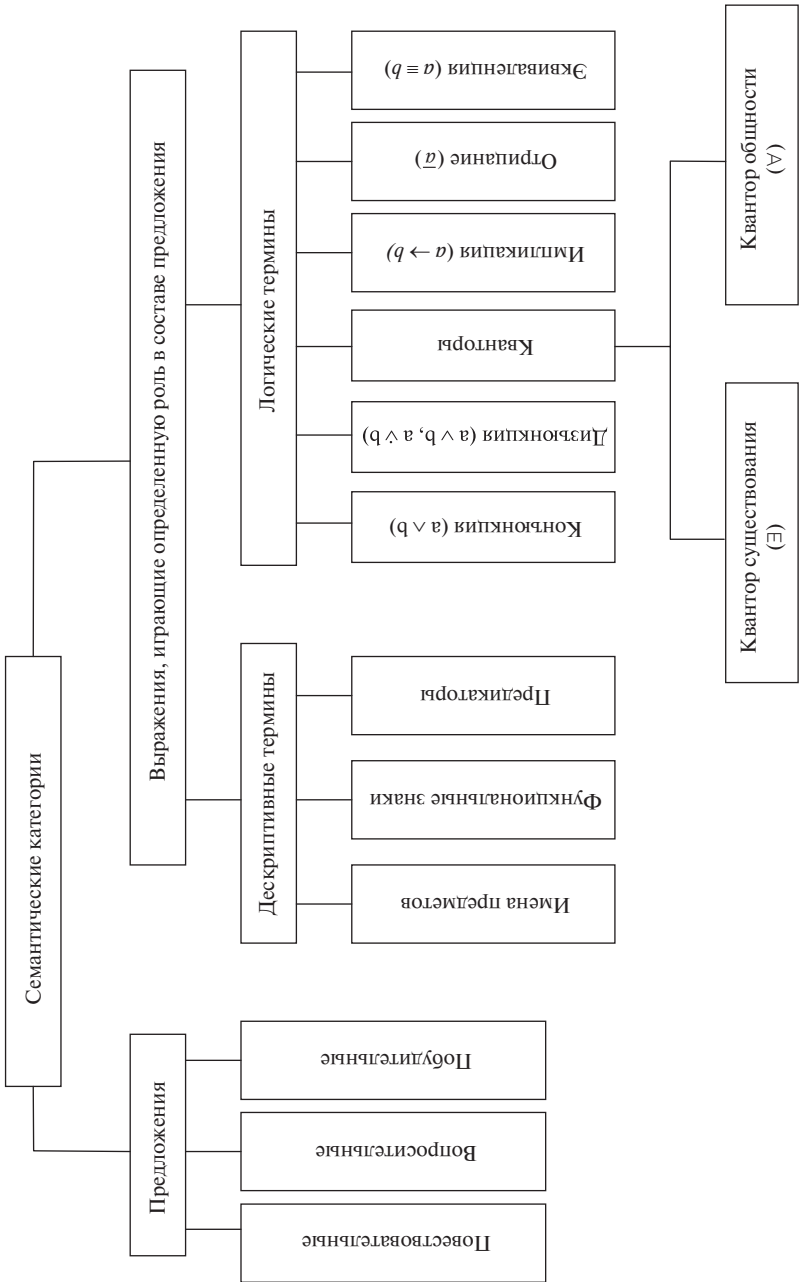 Семантические категории
Предложения
Выражения, играющие определенную роль в составе предложения
Дескриптивные термины
Логические термины
Повествовательные
Вопросительные
Побудительные
Имена предметов
Функциональные знаки
Предикаторы
Конъюнкция (a ∧ b)
Дизъюнкция (a ∨ b, a ∨̇ b)
Кванторы
Импликация (a → b)
Отрицание (a̅)
Эквиваленция (a ≡ b)
Квантор существования
(∃)
Квантор общности
(∀)